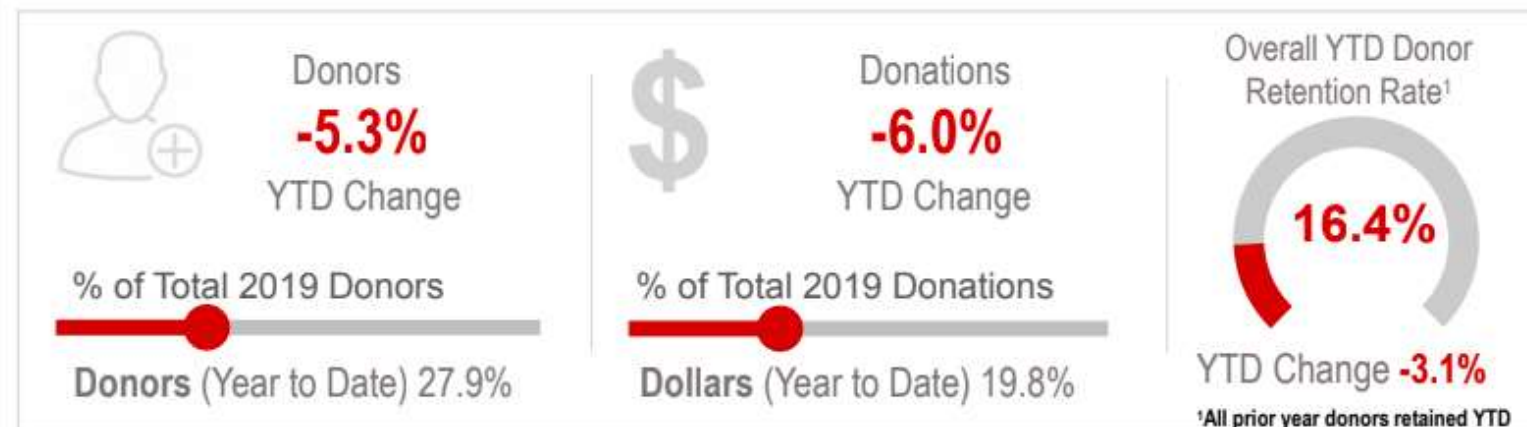 Donors
-5.3%
YTD Change
% of Total 2019 Donors
Donors (Year to Date) 27.9%
$
Donations
-6.0%
YTD Change
% of Total 2019 Donations
Dollars (Year to Date) 19.8%
Overall YTD Donor
Retention Rate¹
16.4%
YTD Change -3.1%
¹All prior year donors retained YTD